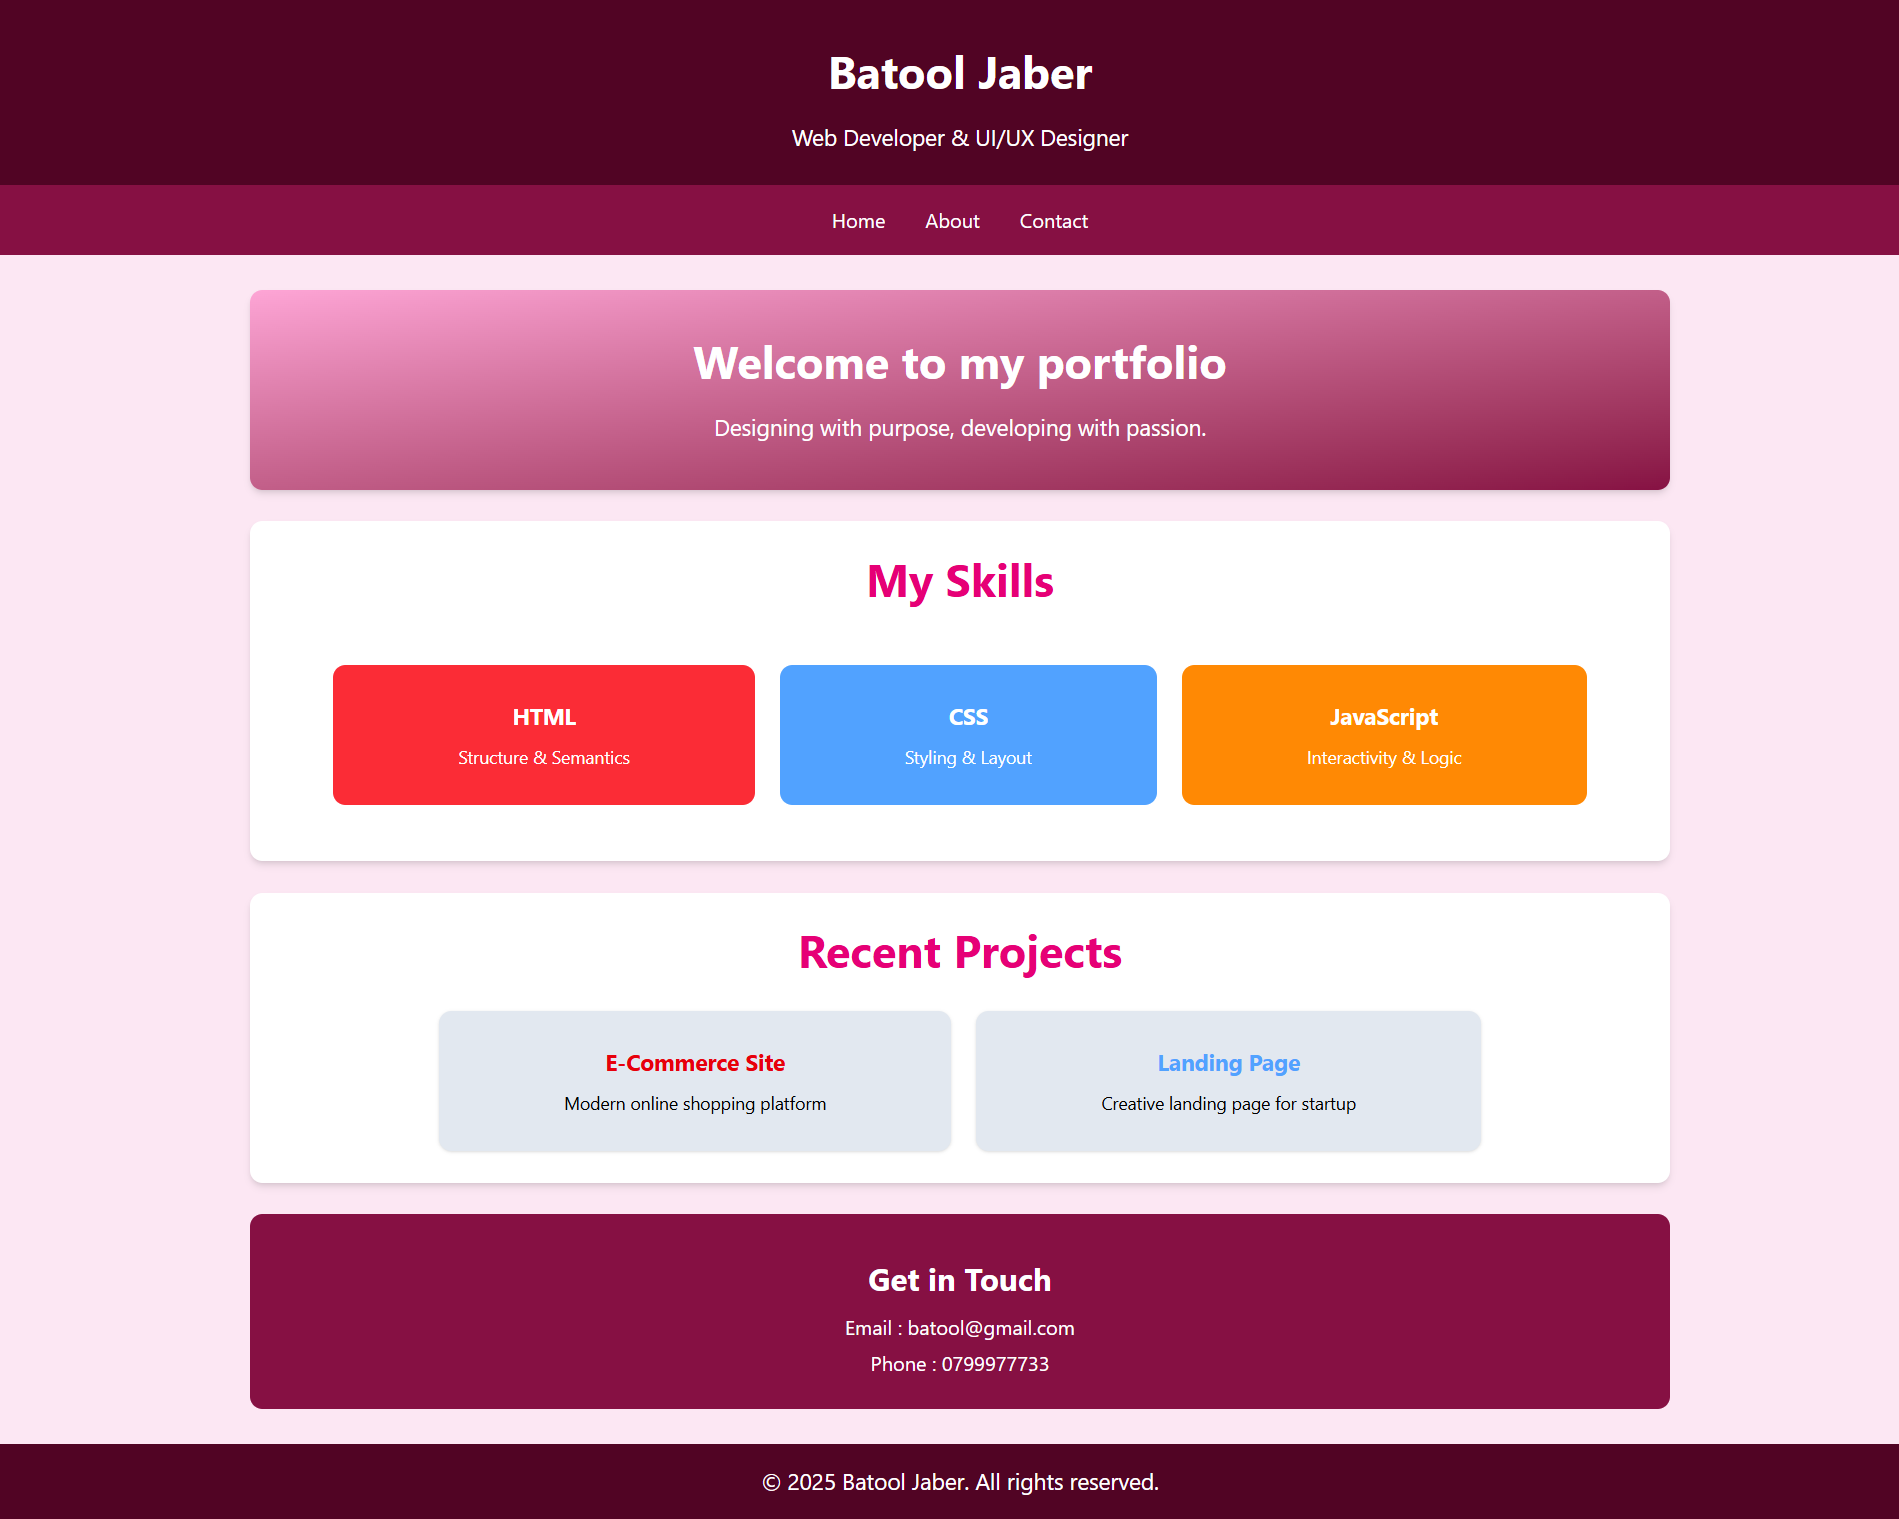 Batool Jaber
Web Developer & UI/UX Designer
Home About Contact
Welcome to my portfolio
Designing with purpose, developing with passion.
My Skills
HTML
Structure & Semantics
CSS
Styling & Layout
JavaScript
Interactivity & Logic
Recent Projects
E-Commerce Site
Modern online shopping platform
Landing Page
Creative landing page for startup
Get in Touch
Email : batool@gmail.com
Phone : 0799977733
© 2025 Batool Jaber. All rights reserved.